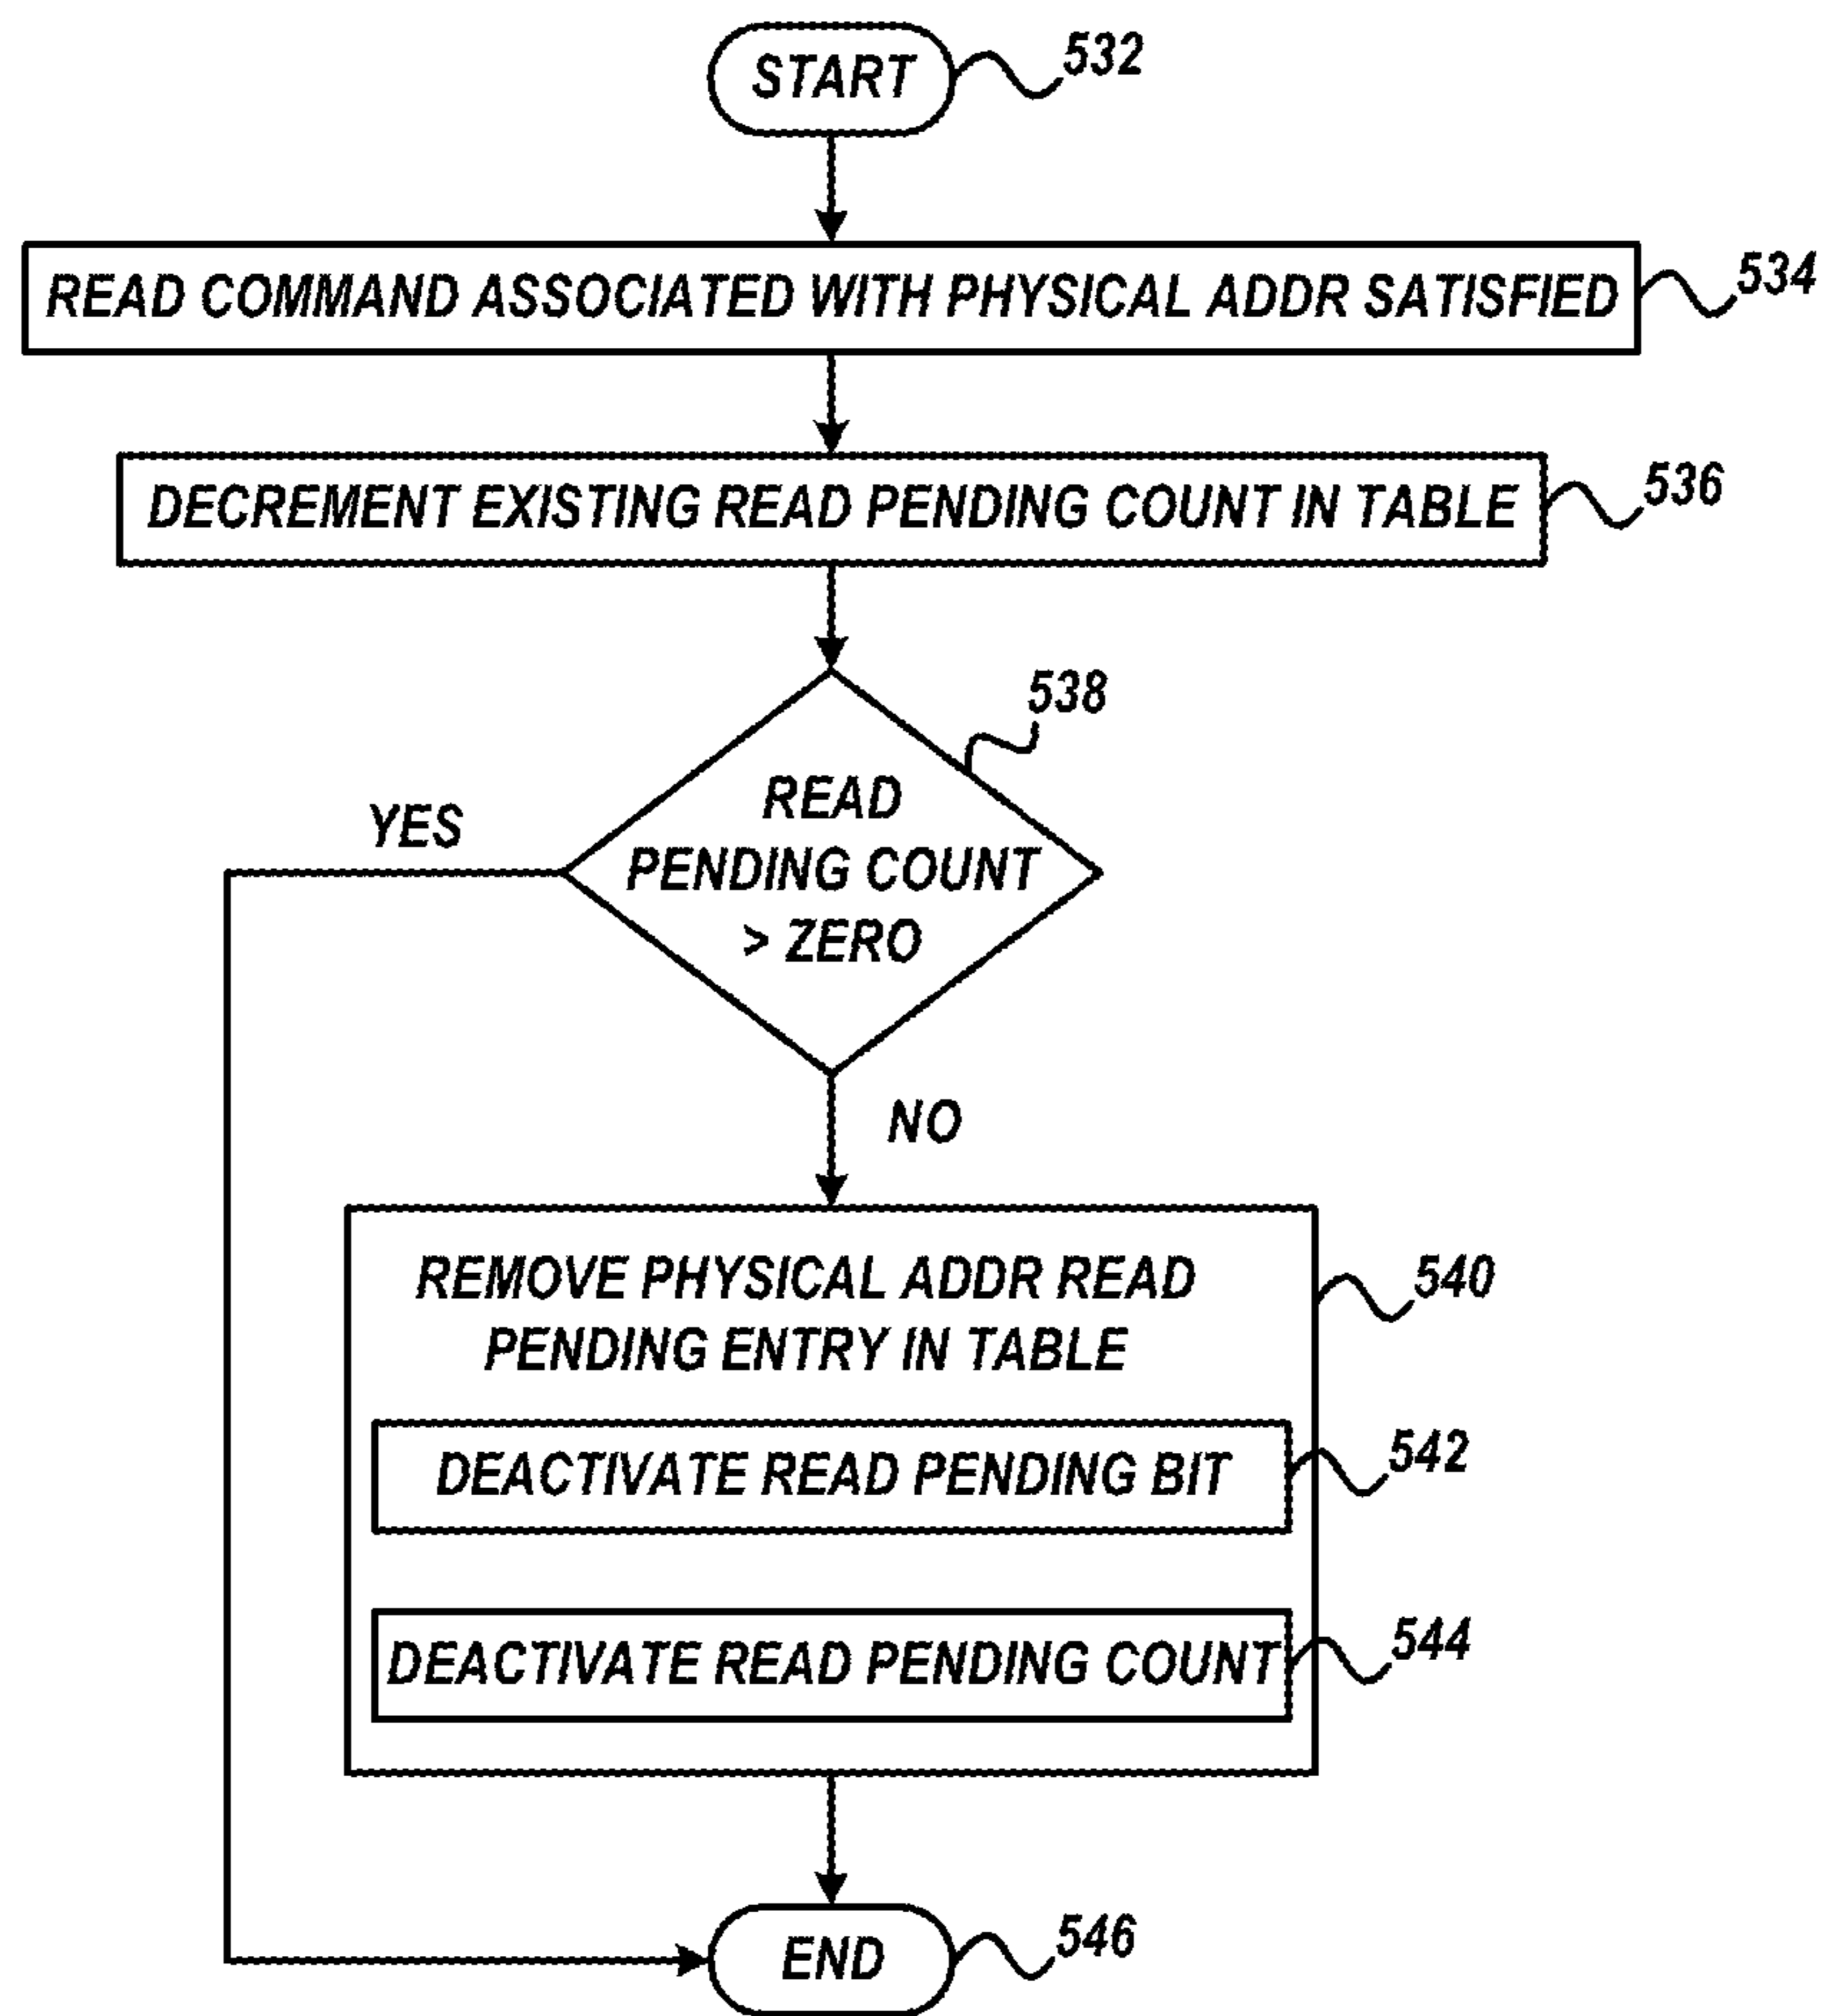 START
532
READ COMMAND ASSOCIATED WITH PHYSICAL ADDR SATISFIED
534
DECREMENT EXISTING READ PENDING COUNT IN TABLE
536
538
READ
PENDING COUNT
> ZERO
YES
NO
REMOVE PHYSICAL ADDR READ
PENDING ENTRY IN TABLE
540
DEACTIVATE READ PENDING BIT
542
DEACTIVATE READ PENDING COUNT
544
END
546